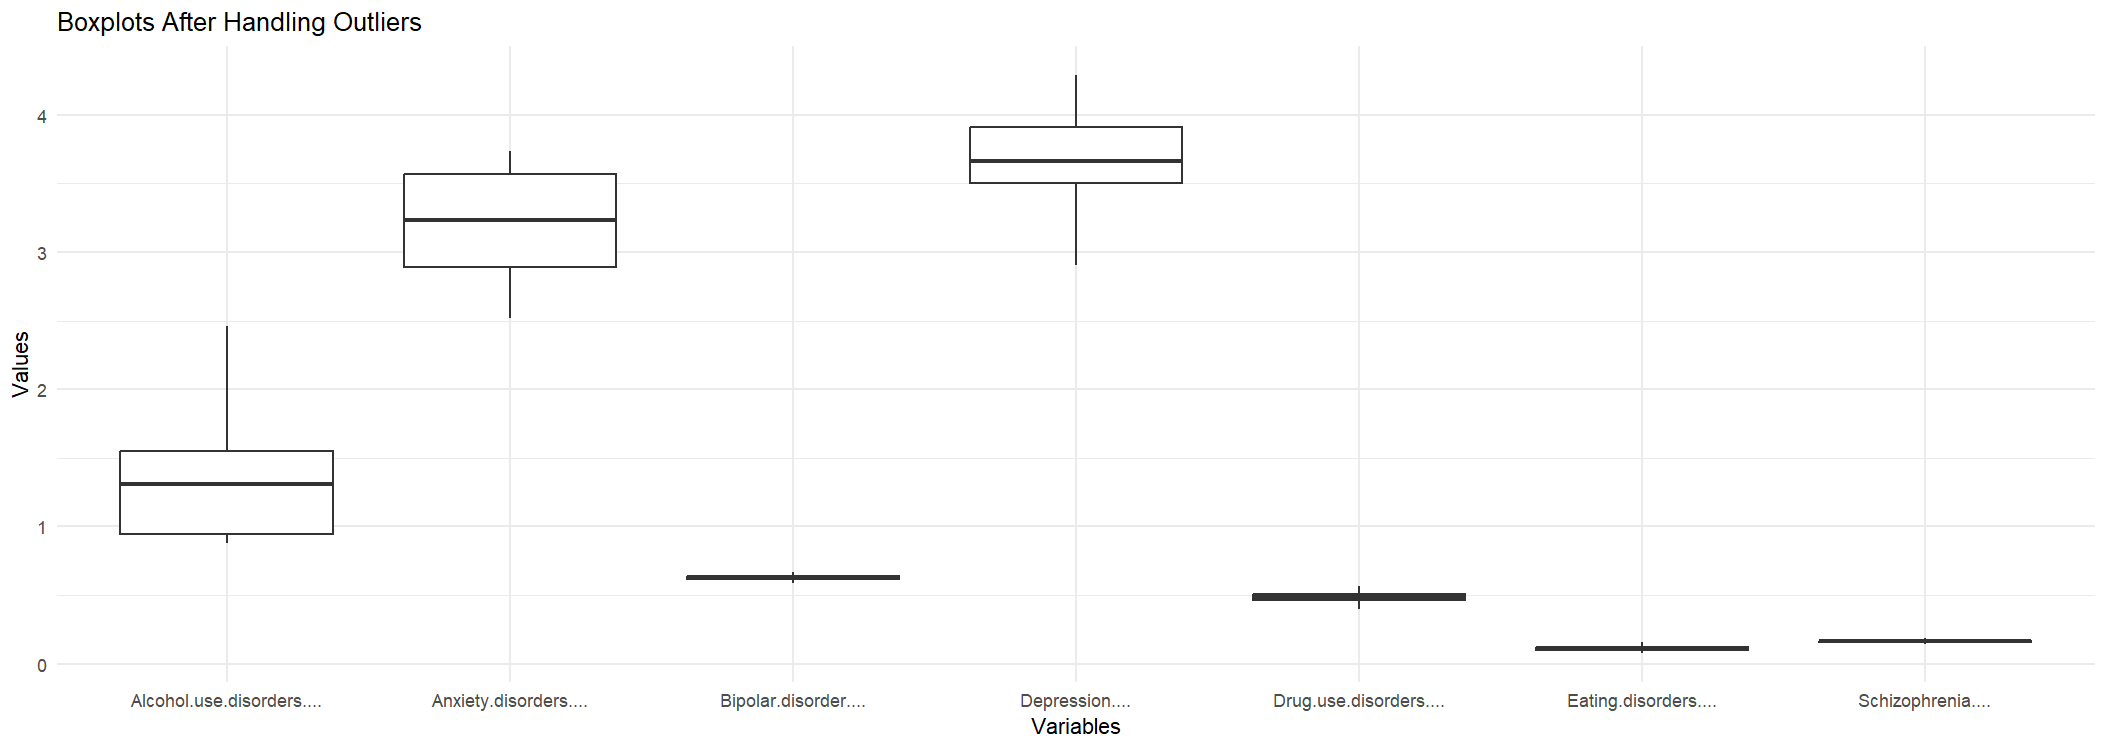 Boxplots After Handling Outliers
Values
4
3
2
1
0
Alcohol.use.disorders.... Anxiety.disorders.... Bipolar.disorder.... Depression.... Drug.use.disorders.... Eating.disorders.... Schizophrenia....
Variables